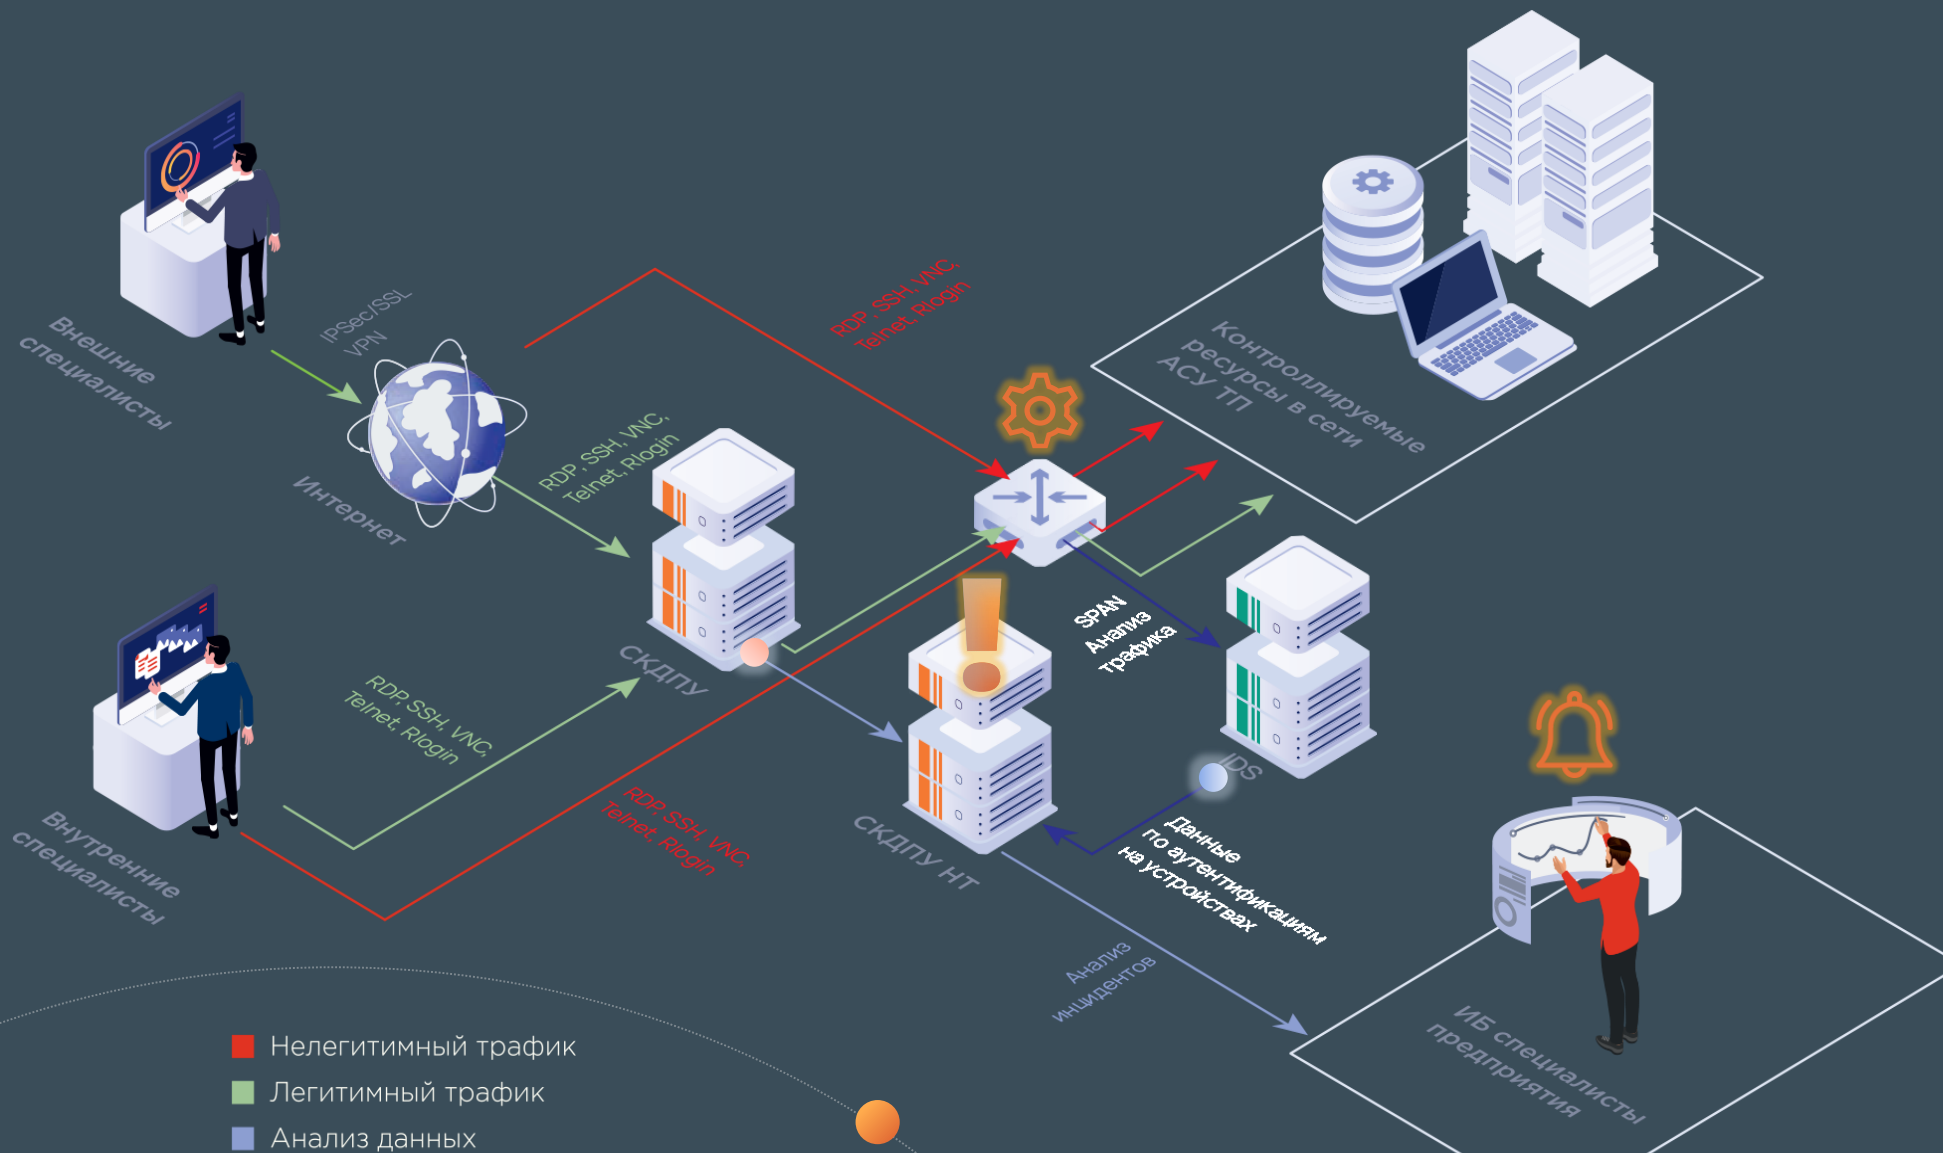 Внешние
специалисты
IPSec/SSL
VPN
Интернет
RDP, SSH, VNC,
Telnet, Rlogin
RDP, SSH, VNC,
Telnet, Rlogin
Контроллируемые
ресурсы в сети
АСУ ТП
СКДПУ
SPAN
Анализ
трафика
IDS
Внутренние
специалисты
RDP, SSH, VNC,
Telnet, Rlogin
RDP, SSH, VNC,
Telnet, Rlogin
СКДПУ НТ
Данные
по аутентификациям
на устройствах
Анализ
инцидентов
ИБ специалисты
предприятия
Нелегитимный трафик
Легитимный трафик
Анализ данных